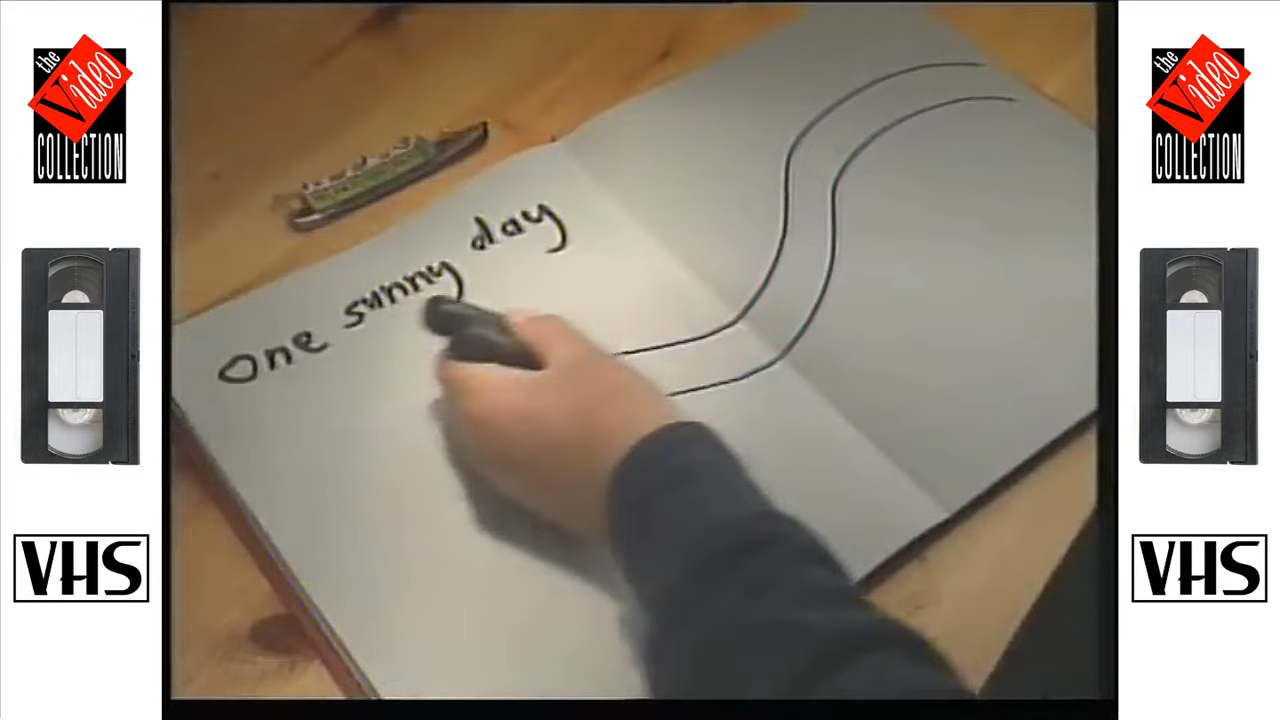 the
Video
COLLECTION
VHS
One sunny day
the
Video
COLLECTION
VHS